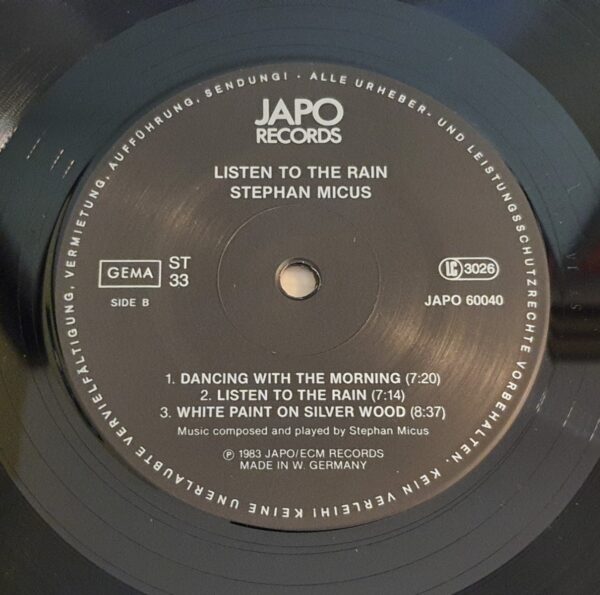 JAPO
RECORDS
LISTEN TO THE RAIN
STEPHAN MICUS
GEMA
ST
33
SIDE B
LC 3026
JAPO 60040
1. DANCING WITH THE MORNING (7:20)
2. LISTEN TO THE RAIN (7:14)
3. WHITE PAINT ON SILVER WOOD (8:37)
Music composed and played by Stephan Micus
℗ 1983 JAPO/ECM RECORDS
MADE IN W. GERMANY
ALLE URHEBER- UND LEISTUNGSSCHUTZRECHTE VORBEHALTEN. KEIN VERLEIH! KEINE UNERLAUBTE VERVIELFÄLTIGUNG, VERMIETUNG, AUFFÜHRUNG, SENDUNG! ·